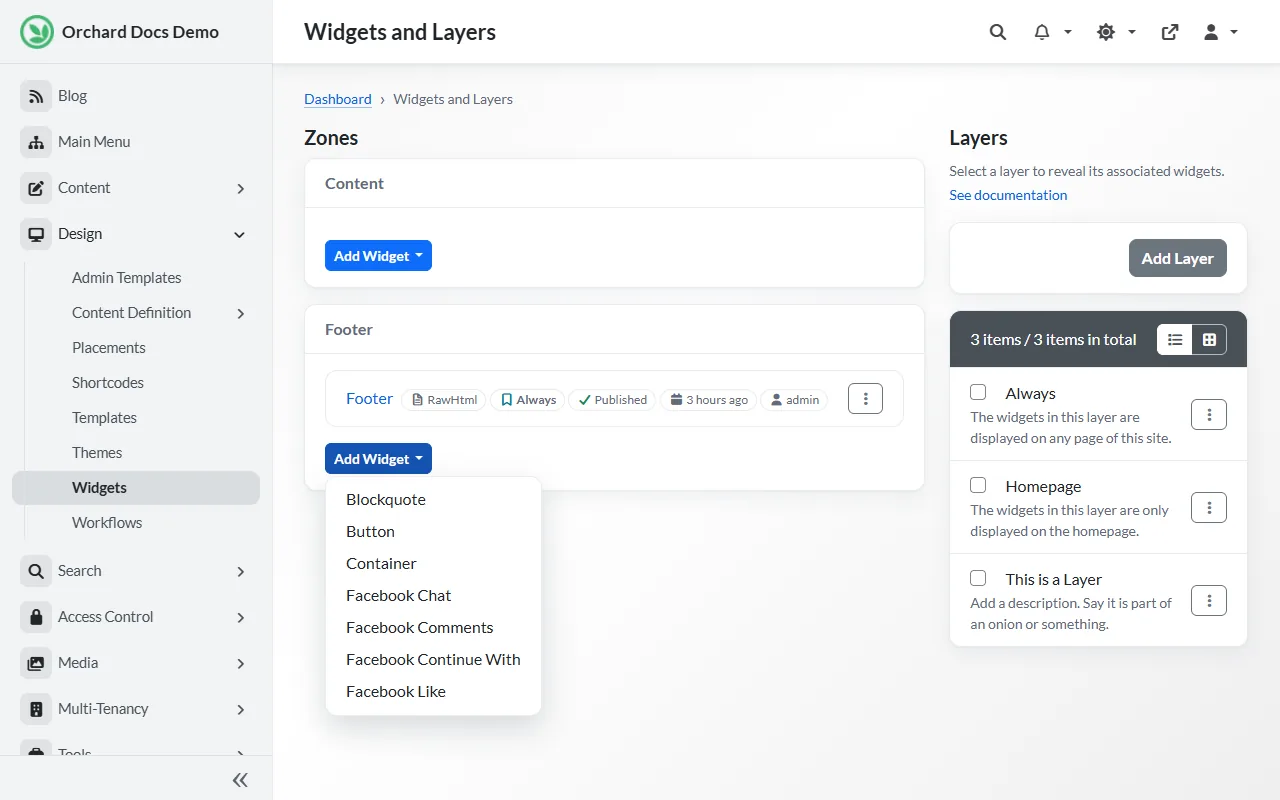 Orchard Docs Demo
Widgets and Layers
Blog
Main Menu
Content
Design
Admin Templates
Content Definition
Placements
Shortcodes
Templates
Themes
Widgets
Workflows
Search
Access Control
Media
Multi-Tenancy
Tools
Dashboard › Widgets and Layers
Zones
Content
Add Widget
Footer
Footer RawHtml Always Published 3 hours ago admin
Add Widget
Blockquote
Button
Container
Facebook Chat
Facebook Comments
Facebook Continue With
Facebook Like
Layers
Select a layer to reveal its associated widgets.
See documentation
Add Layer
3 items / 3 items in total
Always
The widgets in this layer are
displayed on any page of this site.
Homepage
The widgets in this layer are only
displayed on the homepage.
This is a Layer
Add a description. Say it is part of
an onion or something.